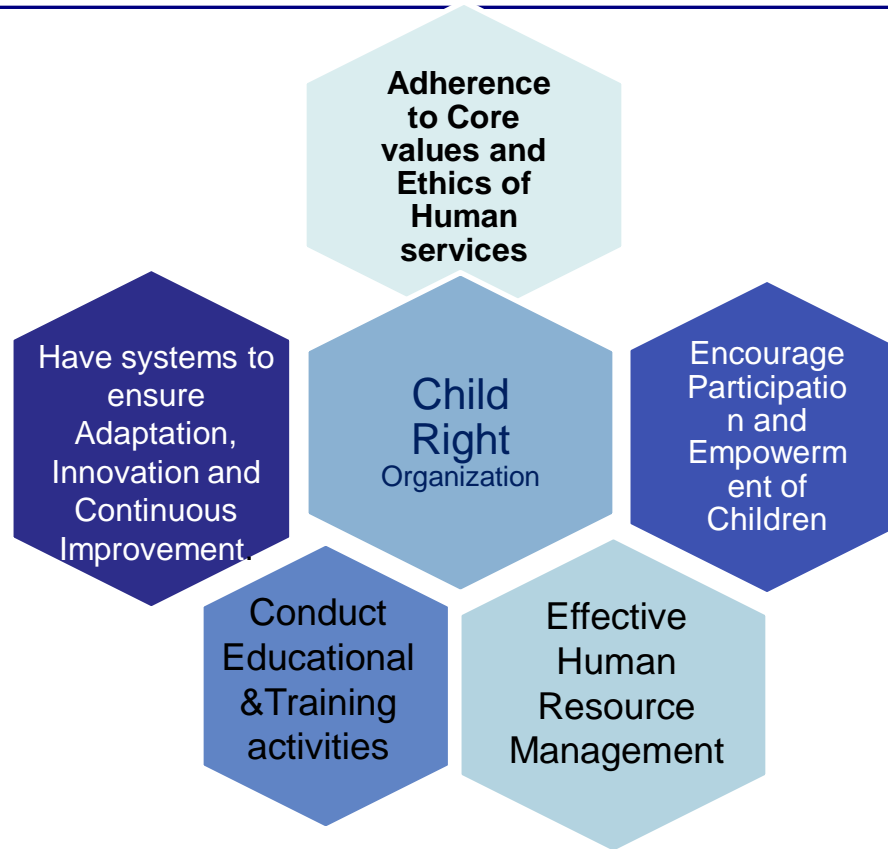 Adherence
to Core
values and
Ethics of
Human
services
Have systems to
ensure
Adaptation,
Innovation and
Continuous
Improvement.
Child
Right
Organization
Encourage
Participatio
n and
Empowerm
ent of
Children
Conduct
Educational
&Training
activities
Effective
Human
Resource
Management